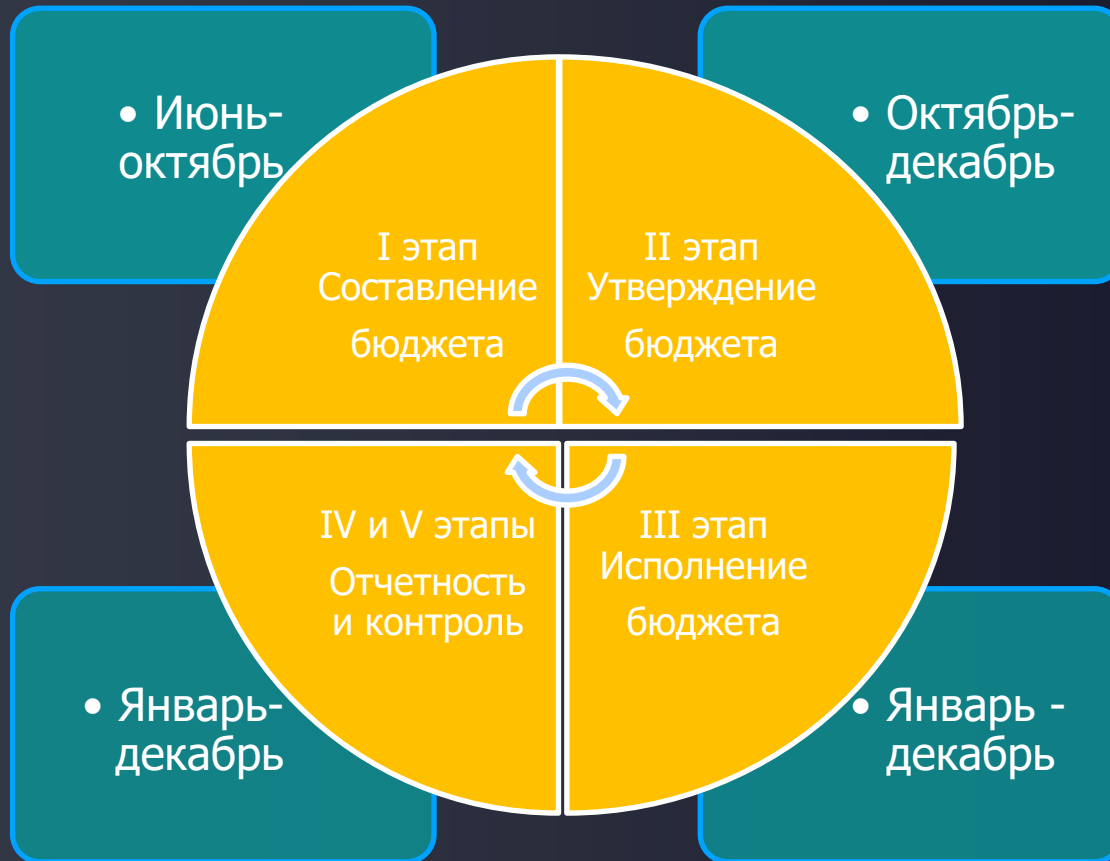 • Июнь-
октябрь
• Октябрь-
декабрь
I этап
Составление
бюджета
II этап
Утверждение
бюджета
IV и V этапы
Отчетность
и контроль
III этап
Исполнение
бюджета
• Январь-
декабрь
• Январь -
декабрь